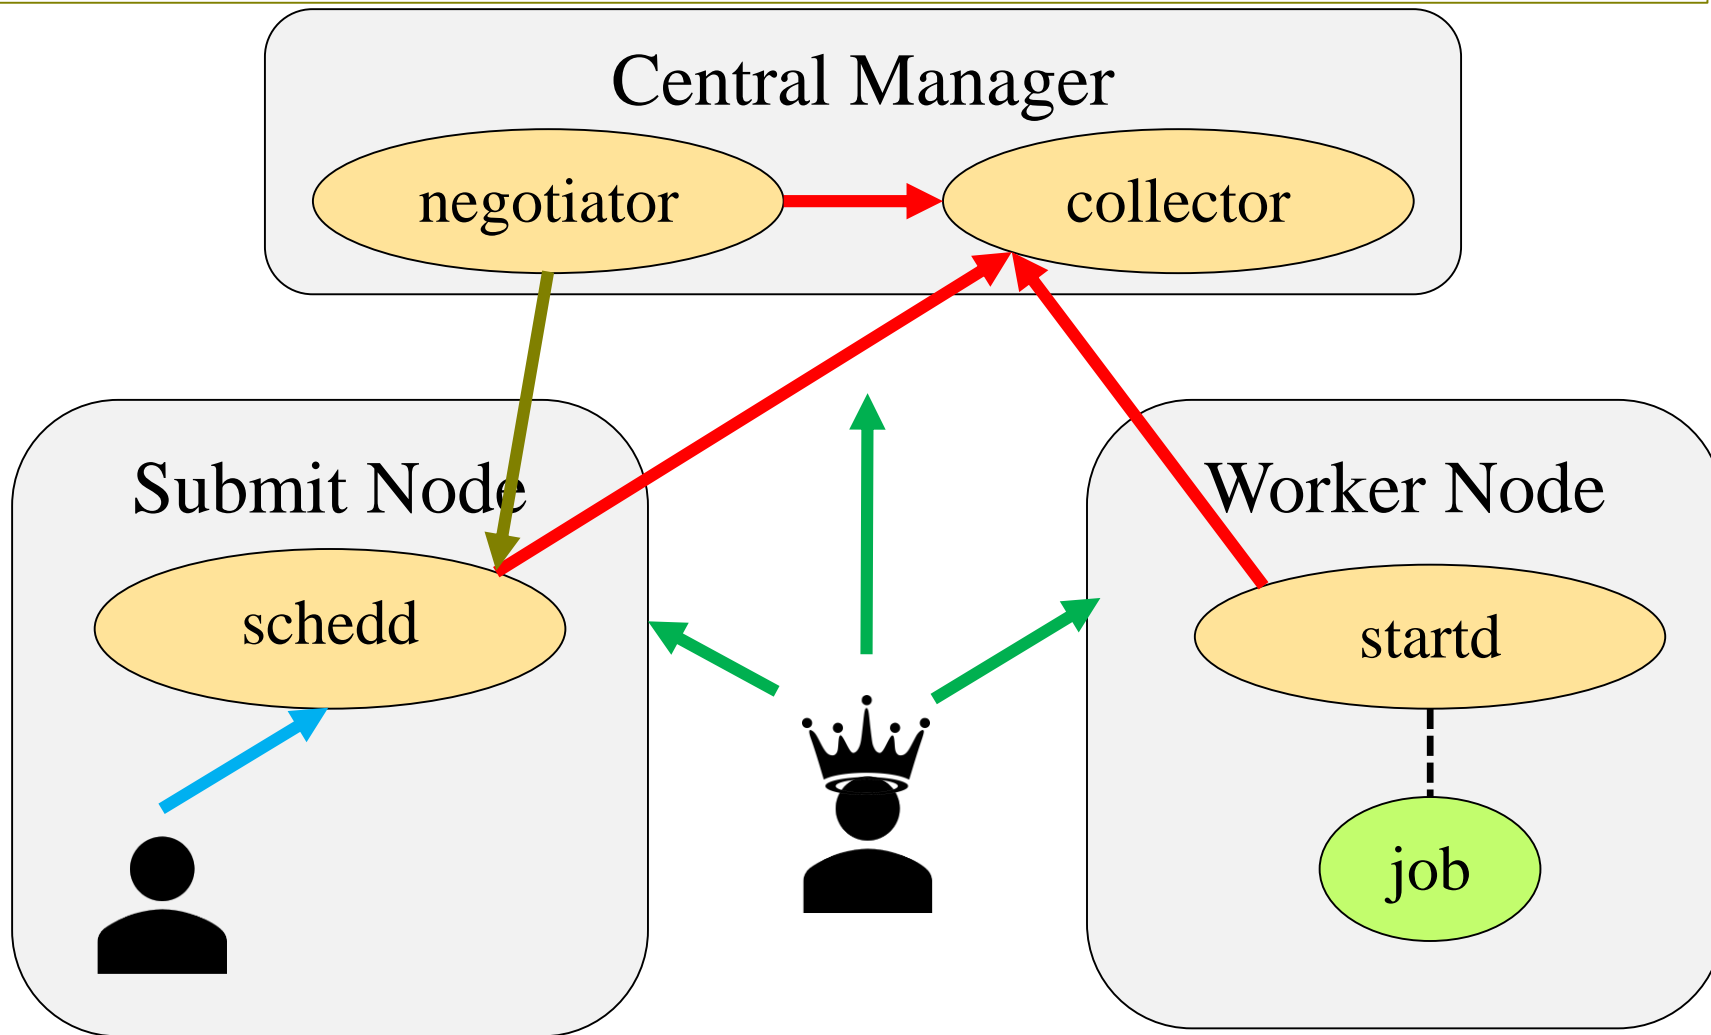 Central Manager
negotiator
collector
Submit Node
Worker Node
schedd
startd
job